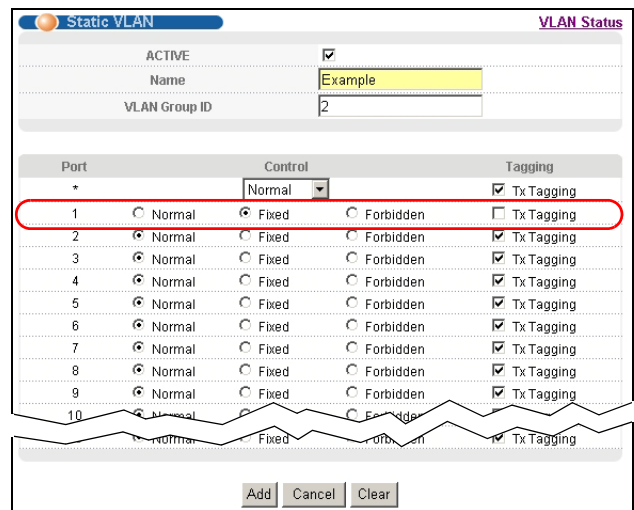 Static VLAN VLAN Status
ACTIVE
Name Example
VLAN Group ID 2
Port Control Tagging
* Normal Tx Tagging
1 Normal Fixed Forbidden Tx Tagging
2 Normal Fixed Forbidden Tx Tagging
3 Normal Fixed Forbidden Tx Tagging
4 Normal Fixed Forbidden Tx Tagging
5 Normal Fixed Forbidden Tx Tagging
6 Normal Fixed Forbidden Tx Tagging
7 Normal Fixed Forbidden Tx Tagging
8 Normal Fixed Forbidden Tx Tagging
9 Normal Fixed Forbidden Tx Tagging
10 Normal
Normal Fixed Forbidden Tx Tagging
Add Cancel Clear